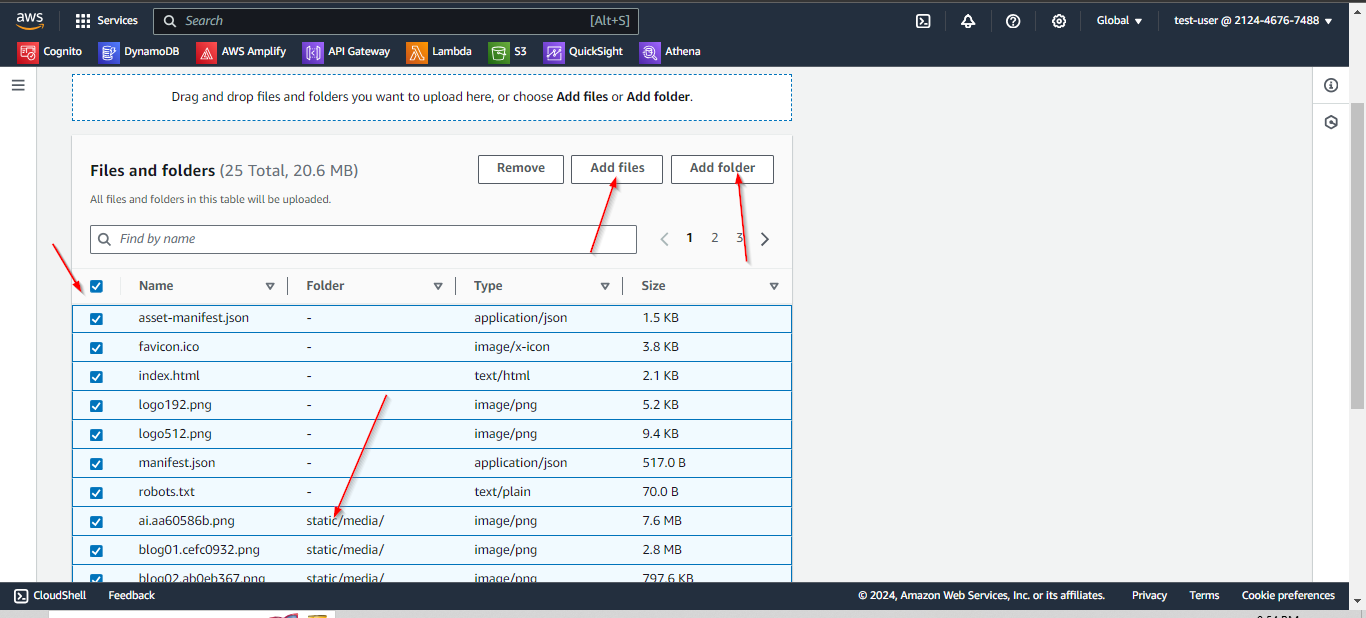 aws Services Search [Alt+S] Global ▼ test-user @ 2124-4676-7488 ▼
Cognito DynamoDB AWS Amplify API Gateway Lambda S3 QuickSight Athena
Drag and drop files and folders you want to upload here, or choose Add files or Add folder.
Files and folders (25 Total, 20.6 MB) Remove Add files Add folder
All files and folders in this table will be uploaded.
Find by name 1 2 3
Name Folder Type Size
asset-manifest.json - application/json 1.5 KB
favicon.ico - image/x-icon 3.8 KB
index.html - text/html 2.1 KB
logo192.png - image/png 5.2 KB
logo512.png - image/png 9.4 KB
manifest.json - application/json 517.0 B
robots.txt - text/plain 70.0 B
ai.aa60586b.png static/media/ image/png 7.6 MB
blog01.cefc0932.png static/media/ image/png 2.8 MB
blog02.ab0eb367.png static/media/ image/png 797.6 KB
CloudShell Feedback © 2024, Amazon Web Services, Inc. or its affiliates. Privacy Terms Cookie preferences